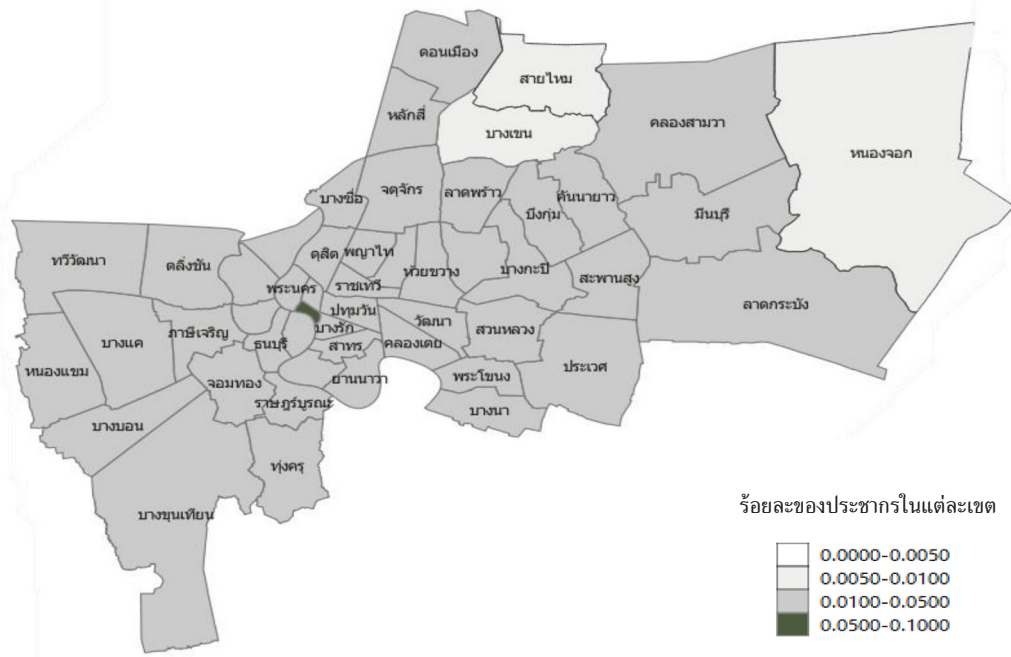 ดอนเมือง
สายไหม
หลักสี่
บางเขน
คลองสามวา
หนองจอก
บางซื่อ
จตุจักร
ลาดพร้าว
บึงกุ่ม
คันนายาว
มีนบุรี
ทวีวัฒนา
ตลิ่งชัน
ดุสิต
พญาไท
ห้วยขวาง
บางกะปิ
สะพานสูง
ลาดกระบัง
พระนคร
ราชเทวี
ปทุมวัน
วัฒนา
สวนหลวง
บางแค
ภาษีเจริญ
ธนบุรี
บางรัก
สาทร
คลองเตย
ประเวศ
หนองแขม
จอมทอง
ยานนาวา
พระโขนง
ราษฎร์บูรณะ
บางนา
บางบอน
ทุ่งครุ
บางขุนเทียน
ร้อยละของประชากรในแต่ละเขต
0.0000-0.0050
0.0050-0.0100
0.0100-0.0500
0.0500-0.1000